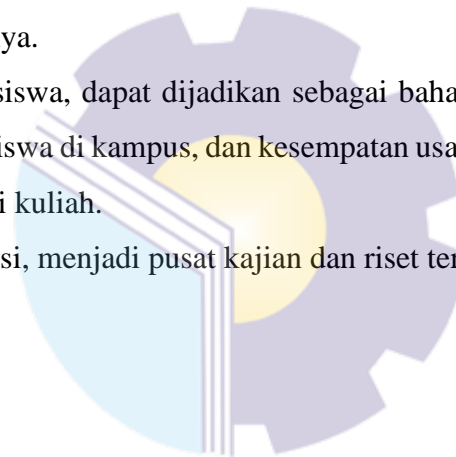 ya.
siswa, dapat dijadikan sebagai baha
iswa di kampus, dan kesempatan usa
i kuliah.
si, menjadi pusat kajian dan riset ter